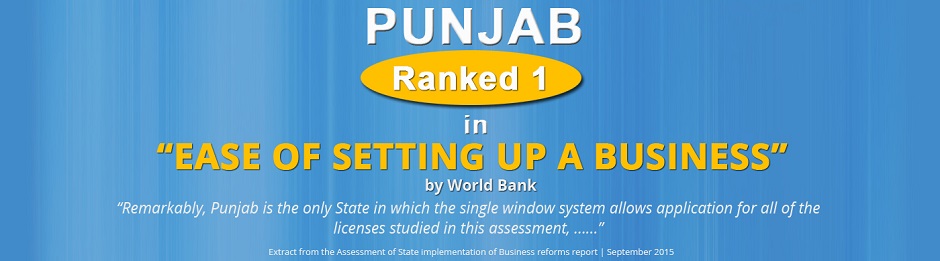 PUNJAB
Ranked 1
in
“EASE OF SETTING UP A BUSINESS”
by World Bank
“Remarkably, Punjab is the only State in which the single window system allows application for all of the
licenses studied in this assessment, ......”
Extract from the Assessment of State implementation of Business reforms report | September 2015